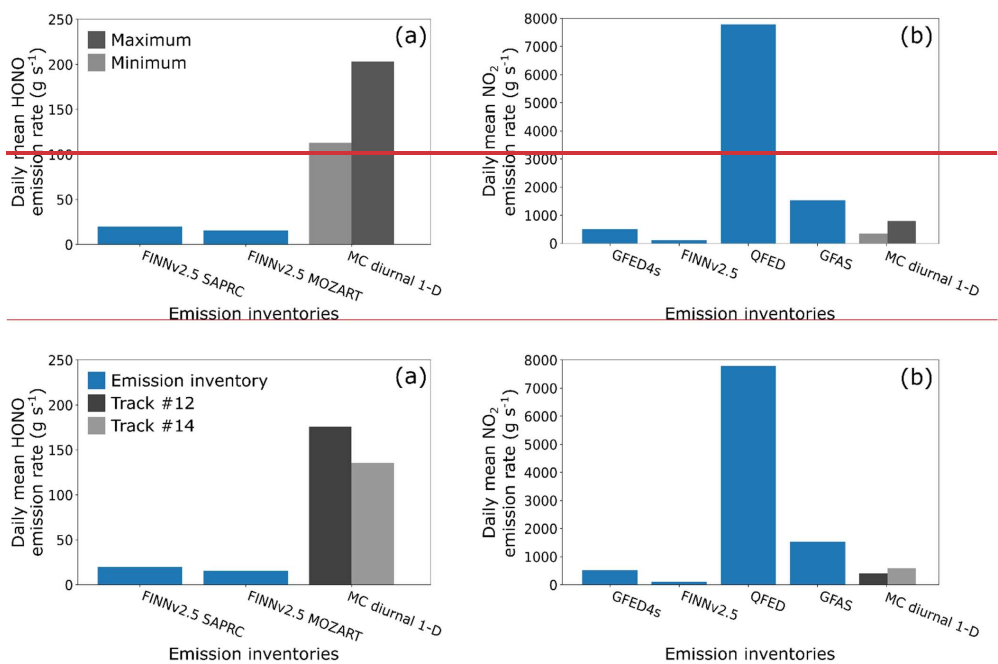 (a)
Maximum
Minimum
250
200
150
100
50
0
Daily mean HONO
emission rate (g s⁻¹)
FINNv2.5 SAPRC
FINNv2.5 MOZART
MC diurnal 1-D
Emission inventories
(b)
8000
7000
6000
5000
4000
3000
2000
1000
0
Daily mean NO₂
emission rate (g s⁻¹)
GFED4s
FINNv2.5
QFED
GFAS
MC diurnal 1-D
Emission inventories
(a)
Emission inventory
Track #12
Track #14
250
200
150
100
50
0
Daily mean HONO
emission rate (g s⁻¹)
FINNv2.5 SAPRC
FINNv2.5 MOZART
MC diurnal 1-D
Emission inventories
(b)
8000
7000
6000
5000
4000
3000
2000
1000
0
Daily mean NO₂
emission rate (g s⁻¹)
GFED4s
FINNv2.5
QFED
GFAS
MC diurnal 1-D
Emission inventories